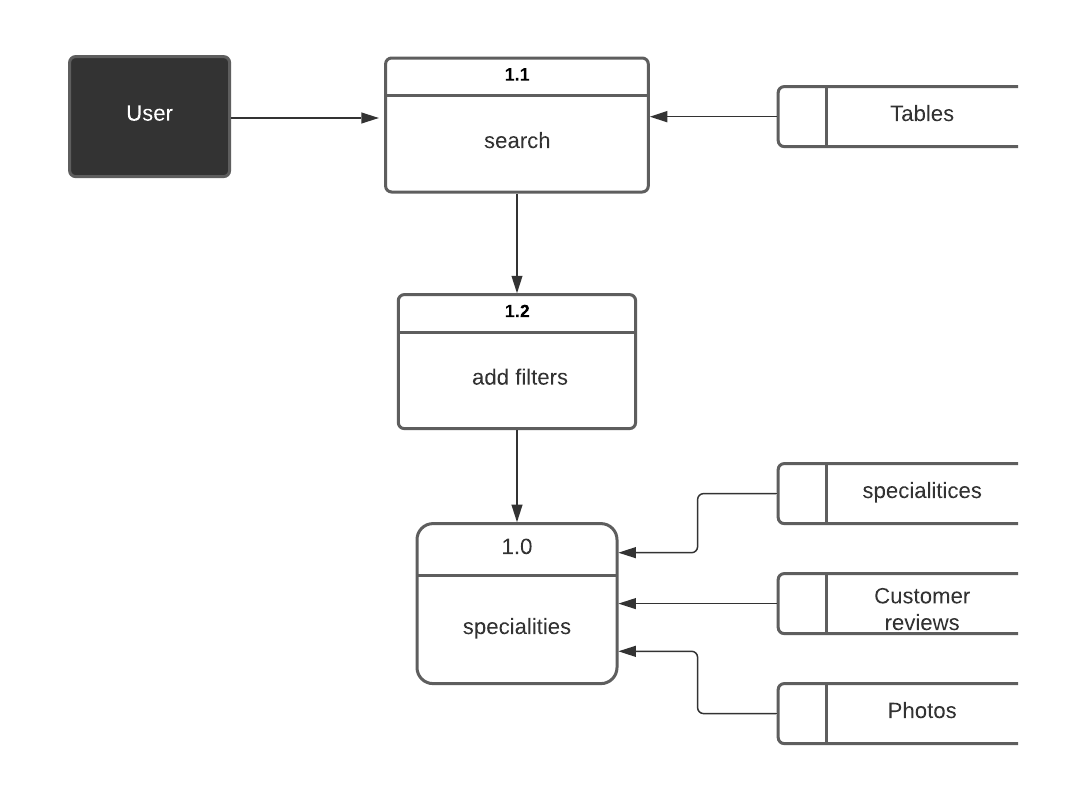 User
1.1
search
Tables
1.2
add filters
1.0
specialities
specialitices
Customer
reviews
Photos